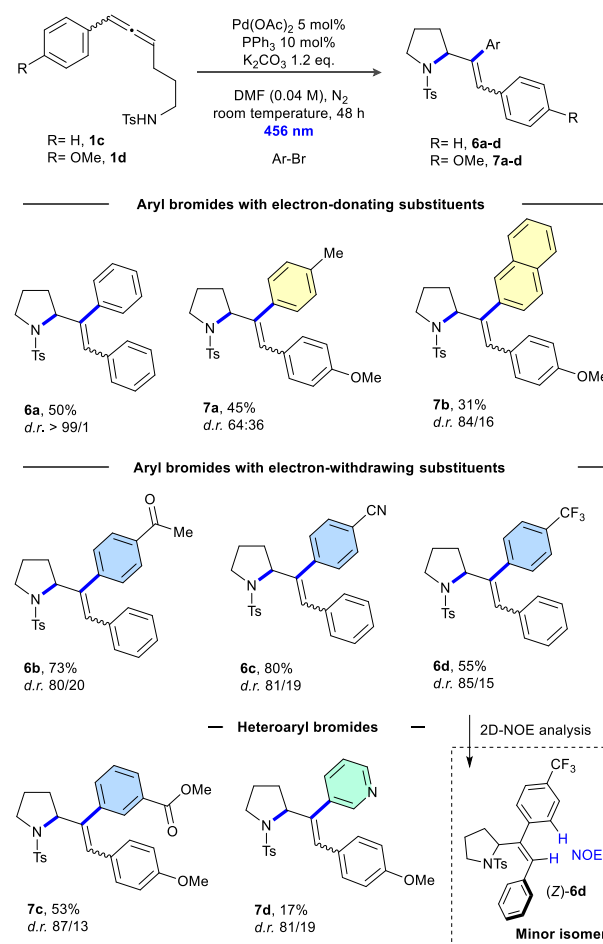 R
TsHN
R= H, 1c
R= OMe, 1d
Pd(OAc)2 5 mol%
PPh3 10 mol%
K2CO3 1.2 eq.
DMF (0.04 M), N2
room temperature, 48 h
456 nm
Ar-Br
Ar
N
Ts
R
R= H, 6a-d
R= OMe, 7a-d
Aryl bromides with electron-donating substituents
N
Ts
6a, 50%
d.r. > 99/1
Me
N
Ts
OMe
7a, 45%
d.r. 64:36
N
Ts
OMe
7b, 31%
d.r. 84/16
Aryl bromides with electron-withdrawing substituents
O
Me
N
Ts
6b, 73%
d.r. 80/20
CN
N
Ts
6c, 80%
d.r. 81/19
CF3
N
Ts
6d, 55%
d.r. 85/15
Heteroaryl bromides
2D-NOE analysis
OMe
O
N
Ts
OMe
7c, 53%
d.r. 87/13
N
N
Ts
OMe
7d, 17%
d.r. 81/19
CF3
H
H NOE
NTs
(Z)-6d
Minor isomer